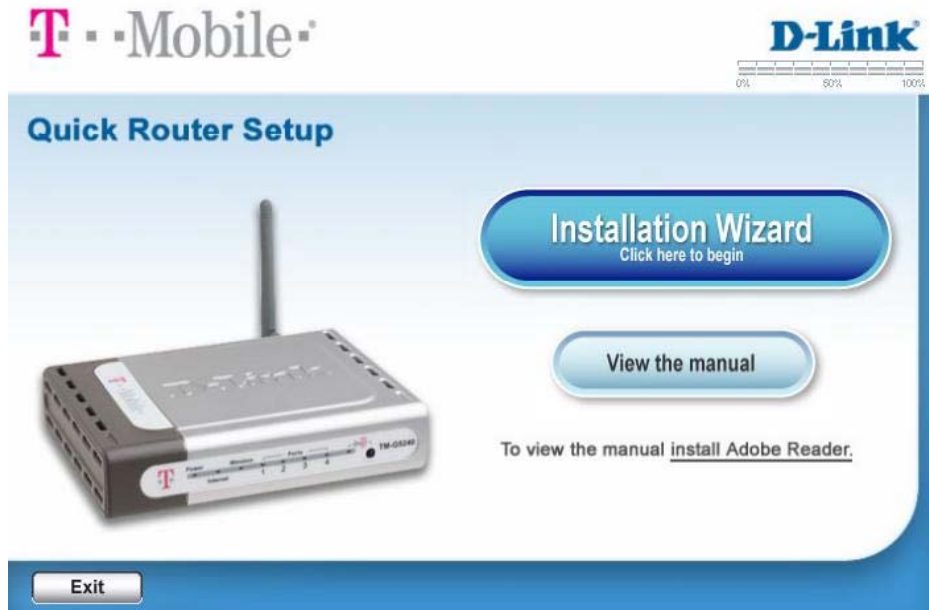 T · · Mobile ·
D-Link
0% 50% 100%
Quick Router Setup
Installation Wizard
Click here to begin
View the manual
D-Link
Power Wireless Ports
Internet 1 2 3 4
TM-G5240
T
To view the manual install Adobe Reader.
Exit